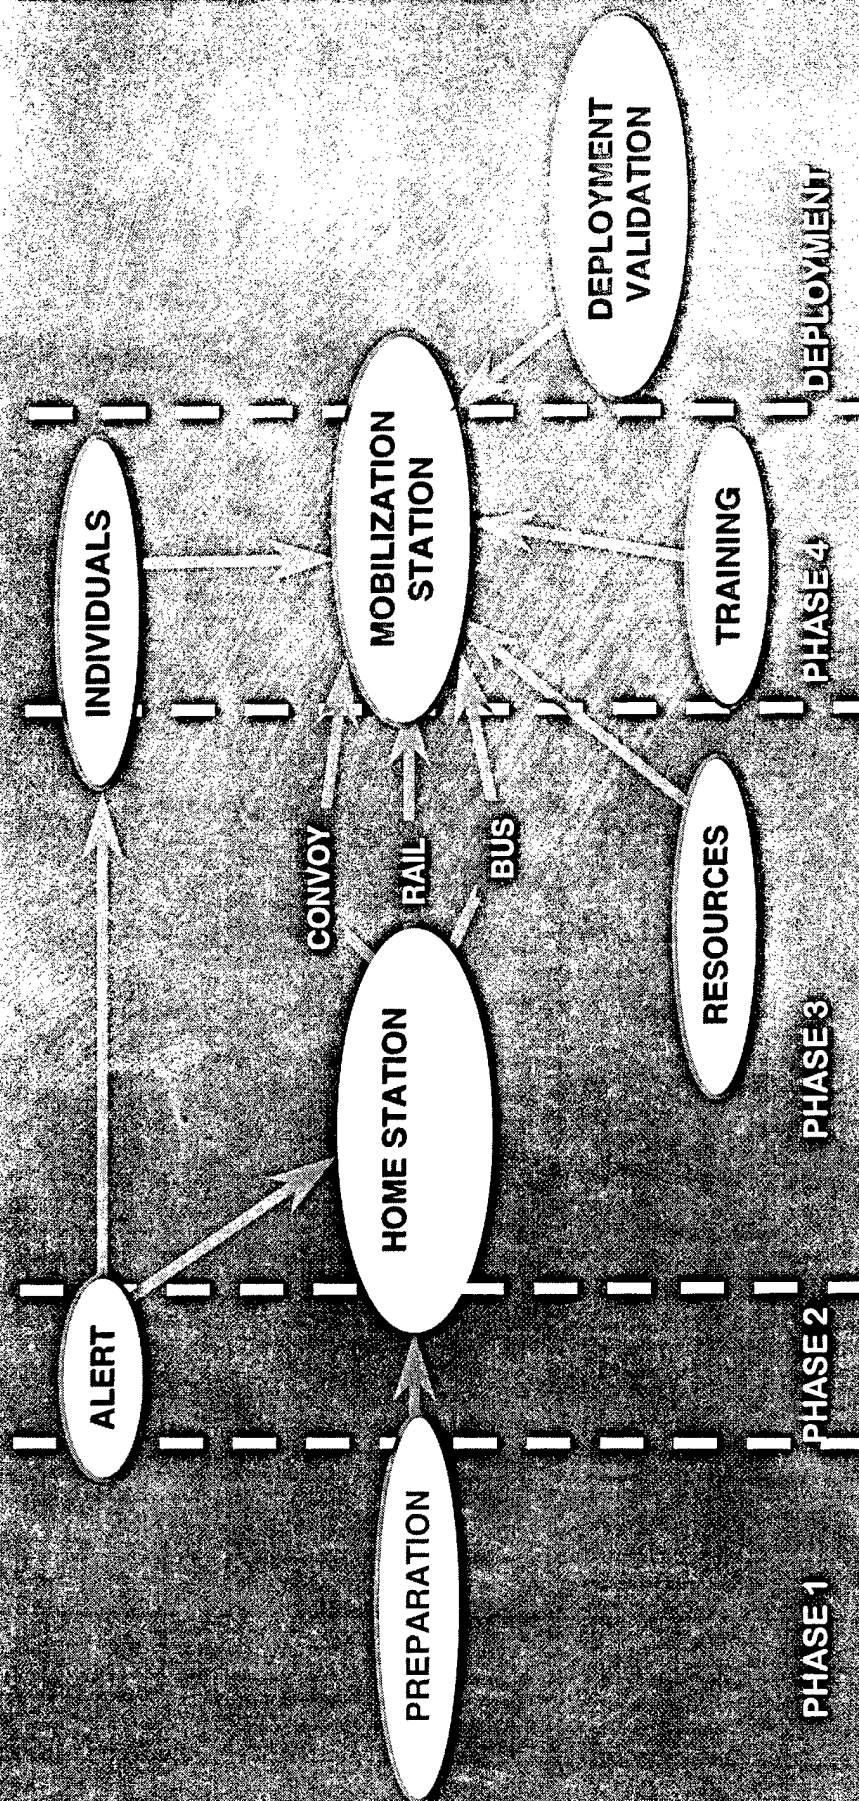 ALERT
INDIVIDUALS
PREPARATION
HOME STATION
CONVOY
RAIL
BUS
MOBILIZATION
STATION
RESOURCES
TRAINING
DEPLOYMENT
VALIDATION
PHASE 1
PHASE 2
PHASE 3
PHASE 4
DEPLOYMENT